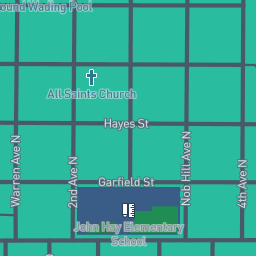 ound Wading Pool
All Saints Church
Hayes St
Warren Ave N
2nd Ave N
Nob Hill Ave N
4th Ave N
Garfield St
John Hay Elementary
School